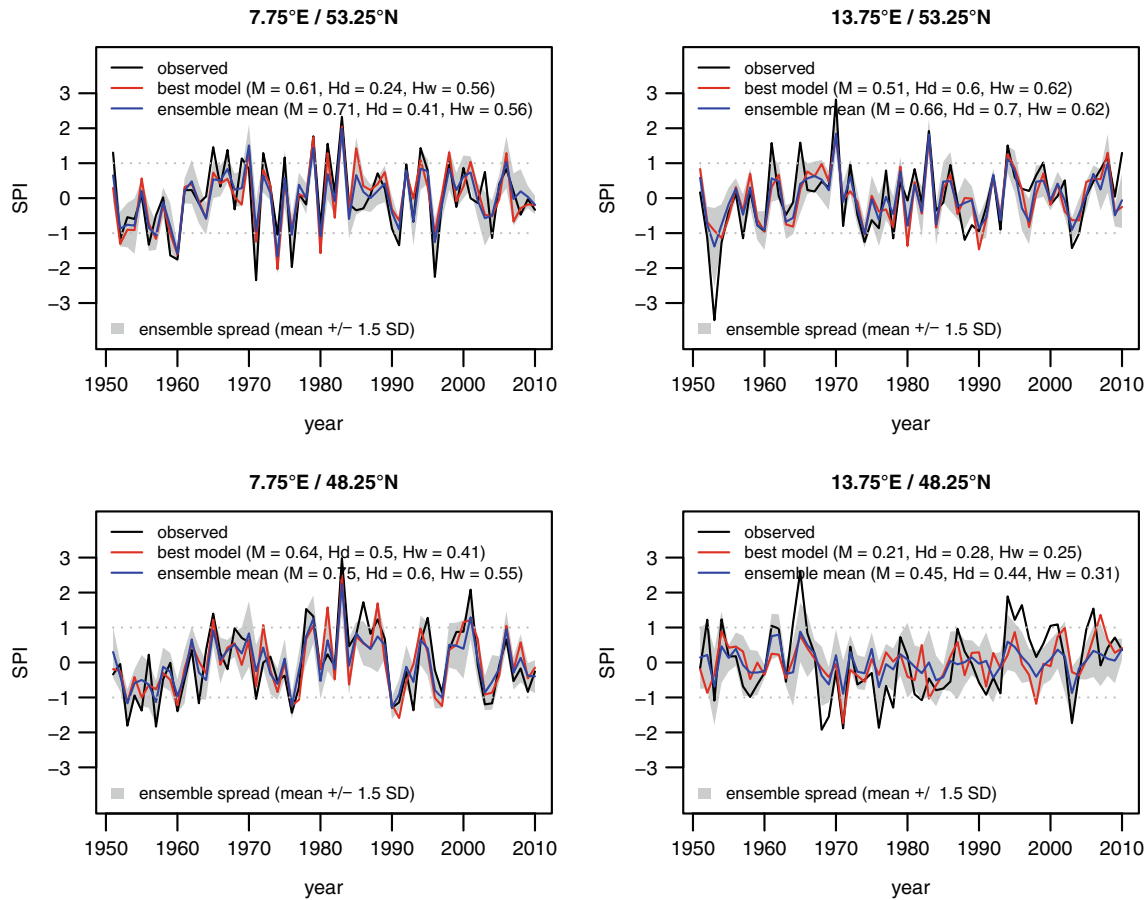 7.75°E / 53.25°N
observed
best model (M = 0.61, Hd = 0.24, Hw = 0.56)
ensemble mean (M = 0.71, Hd = 0.41, Hw = 0.56)
SPI
3
2
1
0
−1
−2
−3
ensemble spread (mean +/− 1.5 SD)
1950 1960 1970 1980 1990 2000 2010
year
13.75°E / 53.25°N
observed
best model (M = 0.51, Hd = 0.6, Hw = 0.62)
ensemble mean (M = 0.66, Hd = 0.7, Hw = 0.62)
SPI
3
2
1
0
−1
−2
−3
ensemble spread (mean +/− 1.5 SD)
1950 1960 1970 1980 1990 2000 2010
year
7.75°E / 48.25°N
observed
best model (M = 0.64, Hd = 0.5, Hw = 0.41)
ensemble mean (M = 0.75, Hd = 0.6, Hw = 0.55)
SPI
3
2
1
0
−1
−2
−3
ensemble spread (mean +/− 1.5 SD)
1950 1960 1970 1980 1990 2000 2010
year
13.75°E / 48.25°N
observed
best model (M = 0.21, Hd = 0.28, Hw = 0.25)
ensemble mean (M = 0.45, Hd = 0.44, Hw = 0.31)
SPI
3
2
1
0
−1
−2
−3
ensemble spread (mean +/ 1.5 SD)
1950 1960 1970 1980 1990 2000 2010
year